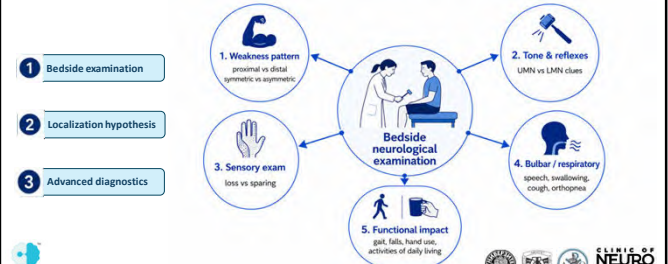 1 Bedside examination
2 Localization hypothesis
3 Advanced diagnostics
1. Weakness pattern
proximal vs distal
symmetric vs asymmetric
2. Tone & reflexes
UMN vs LMN clues
Bedside
neurological
examination
3. Sensory exam
loss vs sparing
4. Bulbar / respiratory
speech, swallowing,
cough, orthopnea
5. Functional impact
gait, falls, hand use,
activities of daily living
CLINIC OF
NEURO